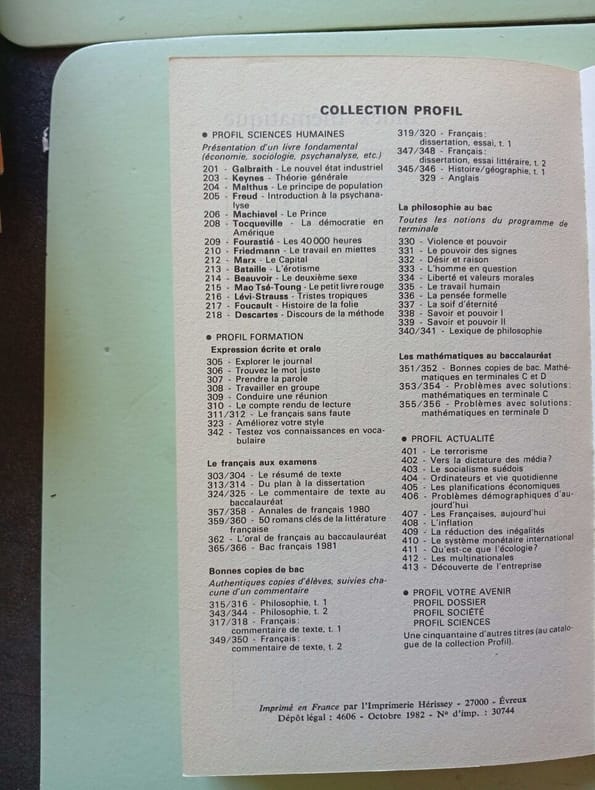 COLLECTION PROFIL
● PROFIL SCIENCES HUMAINES
Présentation d'un livre fondamental
(économie, sociologie, psychanalyse, etc.)
201 - Galbraith - Le nouvel état industriel
203 - Keynes - Théorie générale
204 - Malthus - Le principe de population
205 - Freud - Introduction à la psychana-
lyse
206 - Machiavel - Le Prince
208 - Tocqueville - La démocratie en
Amérique
209 - Fourastié - Les 40 000 heures
210 - Friedmann - Le travail en miettes
212 - Marx - Le Capital
213 - Bataille - L'érotisme
214 - Beauvoir - Le deuxième sexe
215 - Mao Tsé-Toung - Le petit livre rouge
216 - Lévi-Strauss - Tristes tropiques
217 - Foucault - Histoire de la folie
218 - Descartes - Discours de la méthode
● PROFIL FORMATION
Expression écrite et orale
305 - Explorer le journal
306 - Trouvez le mot juste
307 - Prendre la parole
308 - Travailler en groupe
309 - Conduire une réunion
310 - Le compte rendu de lecture
311/312 - Le français sans faute
323 - Améliorez votre style
342 - Testez vos connaissances en voca-
bulaire
Le français aux examens
303/304 - Le résumé de texte
313/314 - Du plan à la dissertation
324/325 - Le commentaire de texte au
baccalauréat
357/358 - Annales de français 1980
359/360 - 50 romans clés de la littérature
française
362 - L'oral de français au baccaulauréat
365/366 - Bac français 1981
Bonnes copies de bac
Authentiques copies d'élèves, suivies cha-
cune d'un commentaire
315/316 - Philosophie, t. 1
343/344 - Philosophie, t. 2
317/318 - Français :
commentaire de texte, t. 1
349/350 - Français :
commentaire de texte, t. 2
319/320 - Français :
dissertation, essai, t. 1
347/348 - Français :
dissertation, essai littéraire, t. 2
345/346 - Histoire/géographie, t. 1
329 - Anglais
La philosophie au bac
Toutes les notions du programme de
terminale
330 - Violence et pouvoir
331 - Le pouvoir des signes
332 - Désir et raison
333 - L'homme en question
334 - Liberté et valeurs morales
335 - Le travail humain
336 - La pensée formelle
337 - La soif d'éternité
338 - Savoir et pouvoir I
339 - Savoir et pouvoir II
340/341 - Lexique de philosophie
Les mathématiques au baccalauréat
351/352 - Bonnes copies de bac. Mathé-
matiques en terminales C et D
353/354 - Problèmes avec solutions :
mathématiques en terminale C
355/356 - Problèmes avec solutions :
mathématiques en terminale D
● PROFIL ACTUALITÉ
401 - Le terrorisme
402 - Vers la dictature des média?
403 - Le socialisme suédois
404 - Ordinateurs et vie quotidienne
405 - Les planifications économiques
406 - Problèmes démographiques d'au-
jourd'hui
407 - Les Françaises, aujourd'hui
408 - L'inflation
409 - La réduction des inégalités
410 - Le système monétaire international
411 - Qu'est-ce que l'écologie?
412 - Les multinationales
413 - Découverte de l'entreprise
● PROFIL VOTRE AVENIR
PROFIL DOSSIER
PROFIL SOCIÉTÉ
PROFIL SCIENCES
Une cinquantaine d'autres titres (au catalo-
gue de la collection Profil).
Imprimé en France par l'Imprimerie Hérissey - 27000 - Évreux
Dépôt légal : 4606 - Octobre 1982 - Nº d'imp. : 30744